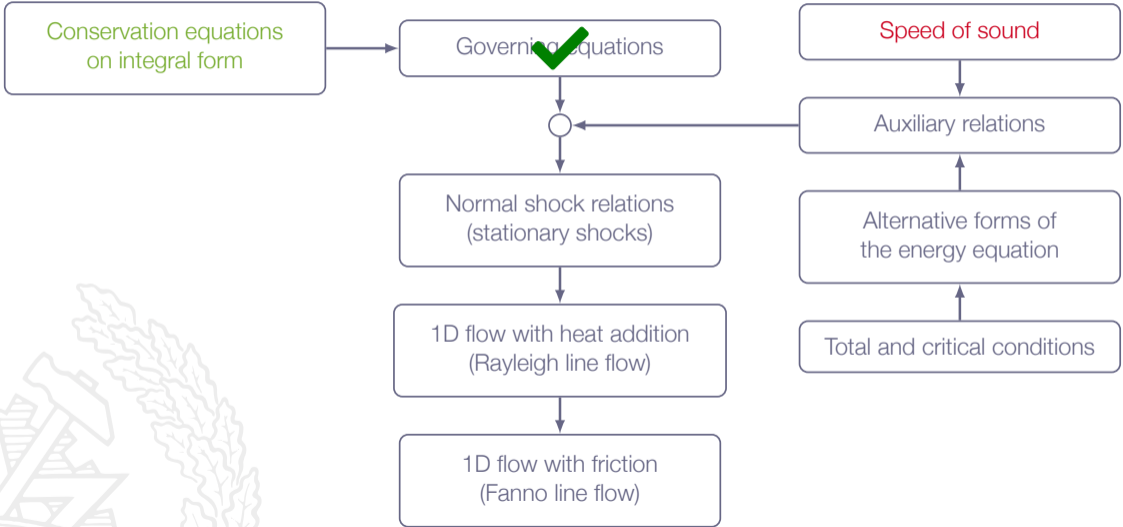 Conservation equations
on integral form
Governing equations
Speed of sound
Auxiliary relations
Normal shock relations
(stationary shocks)
Alternative forms of
the energy equation
1D flow with heat addition
(Rayleigh line flow)
Total and critical conditions
1D flow with friction
(Fanno line flow)